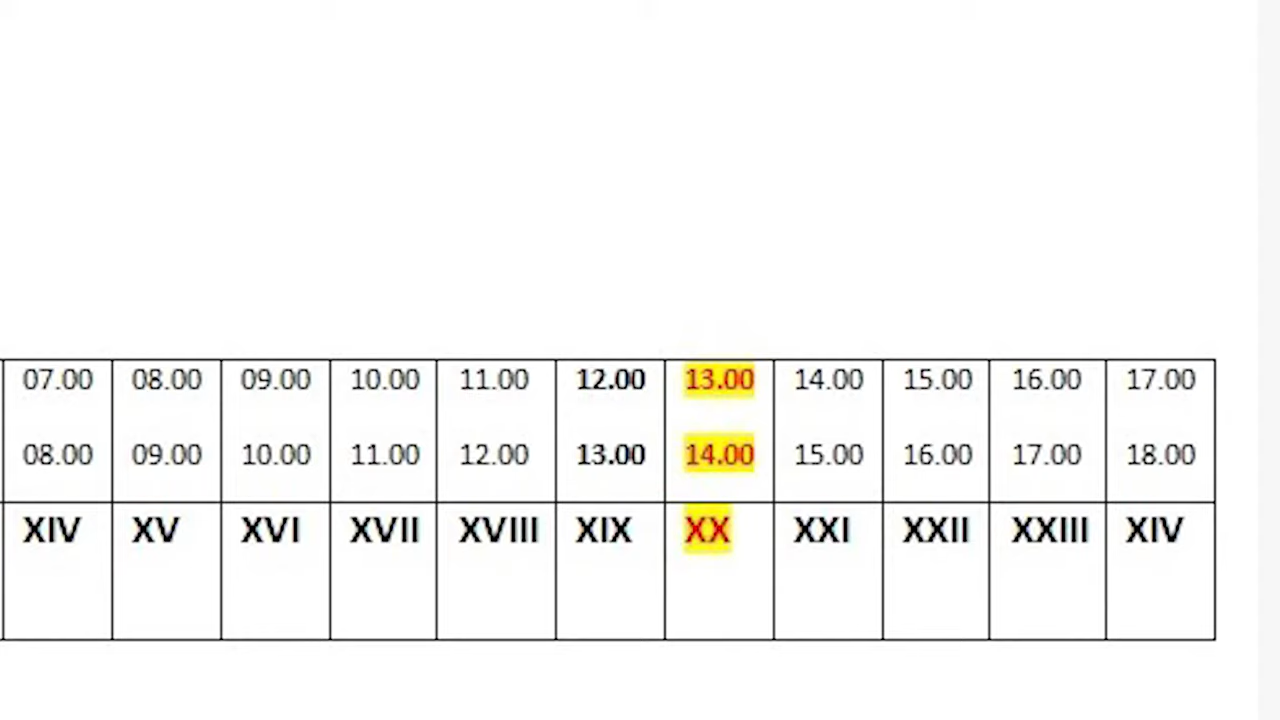 07.00 08.00 09.00 10.00 11.00 12.00 13.00 14.00 15.00 16.00 17.00
08.00 09.00 10.00 11.00 12.00 13.00 14.00 15.00 16.00 17.00 18.00
XIV XV XVI XVII XVIII XIX XX XXI XXII XXIII XIV